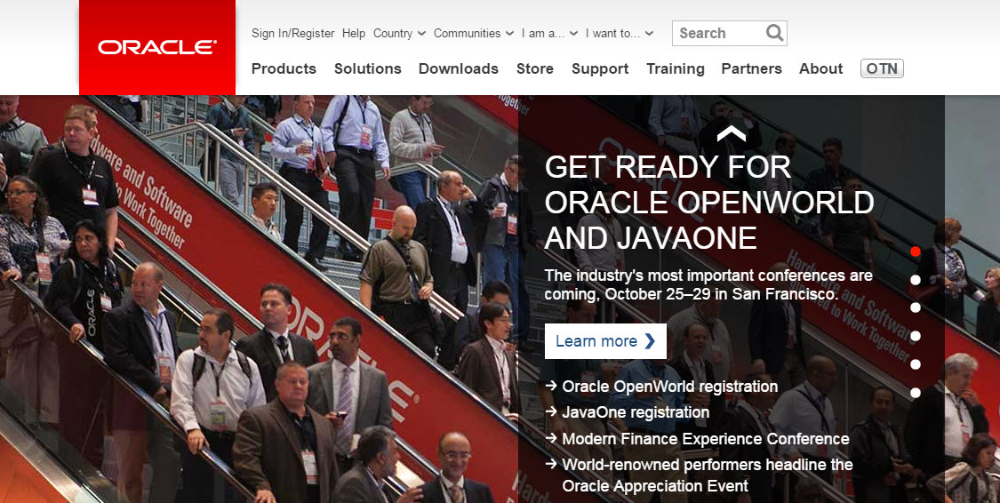 ORACLE
Sign In/Register Help Country Communities I am a... I want to... Search
Products Solutions Downloads Store Support Training Partners About OTN
Hardware and Software
to Work Together
ORACLE
ORACLE
GET READY FOR
ORACLE OPENWORLD
AND JAVAONE
The industry's most important conferences are
coming, October 25–29 in San Francisco.
Learn more
Oracle OpenWorld registration
JavaOne registration
Modern Finance Experience Conference
World-renowned performers headline the
Oracle Appreciation Event
Hardware and Software
to Work Together